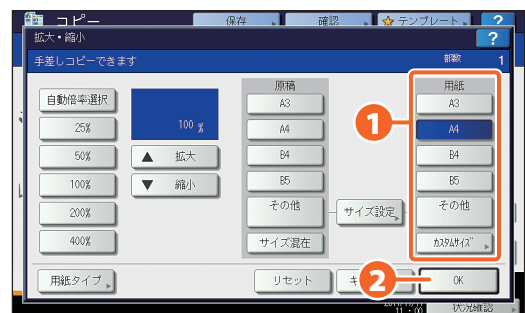 コピー 保存 確認 テンプレート ?
拡大・縮小 ?
手差しコピーできます 部数 1
原稿 用紙
自動倍率選択 A3 A3
25% 100 % A4 1 A4
50% ▲ 拡大 B4 B4
100% ▼ 縮小 B5 B5
200% その他 サイズ設定 その他
400% サイズ混在 カスタムサイズ
用紙タイプ リセット 2 OK
11:00 状況確認